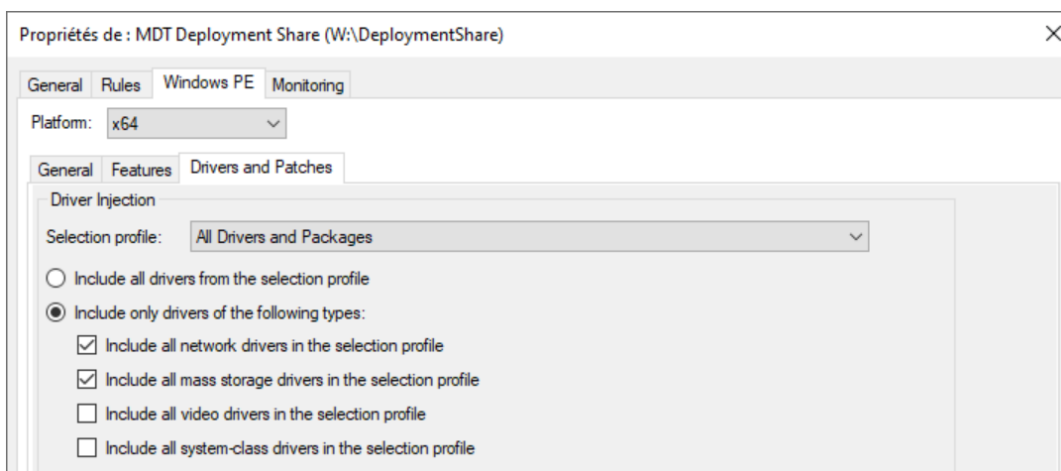 Propriétés de : MDT Deployment Share (W:\DeploymentShare)
General Rules Windows PE Monitoring
Platform: x64
General Features Drivers and Patches
Driver Injection
Selection profile: All Drivers and Packages
Include all drivers from the selection profile
Include only drivers of the following types:
Include all network drivers in the selection profile
Include all mass storage drivers in the selection profile
Include all video drivers in the selection profile
Include all system-class drivers in the selection profile